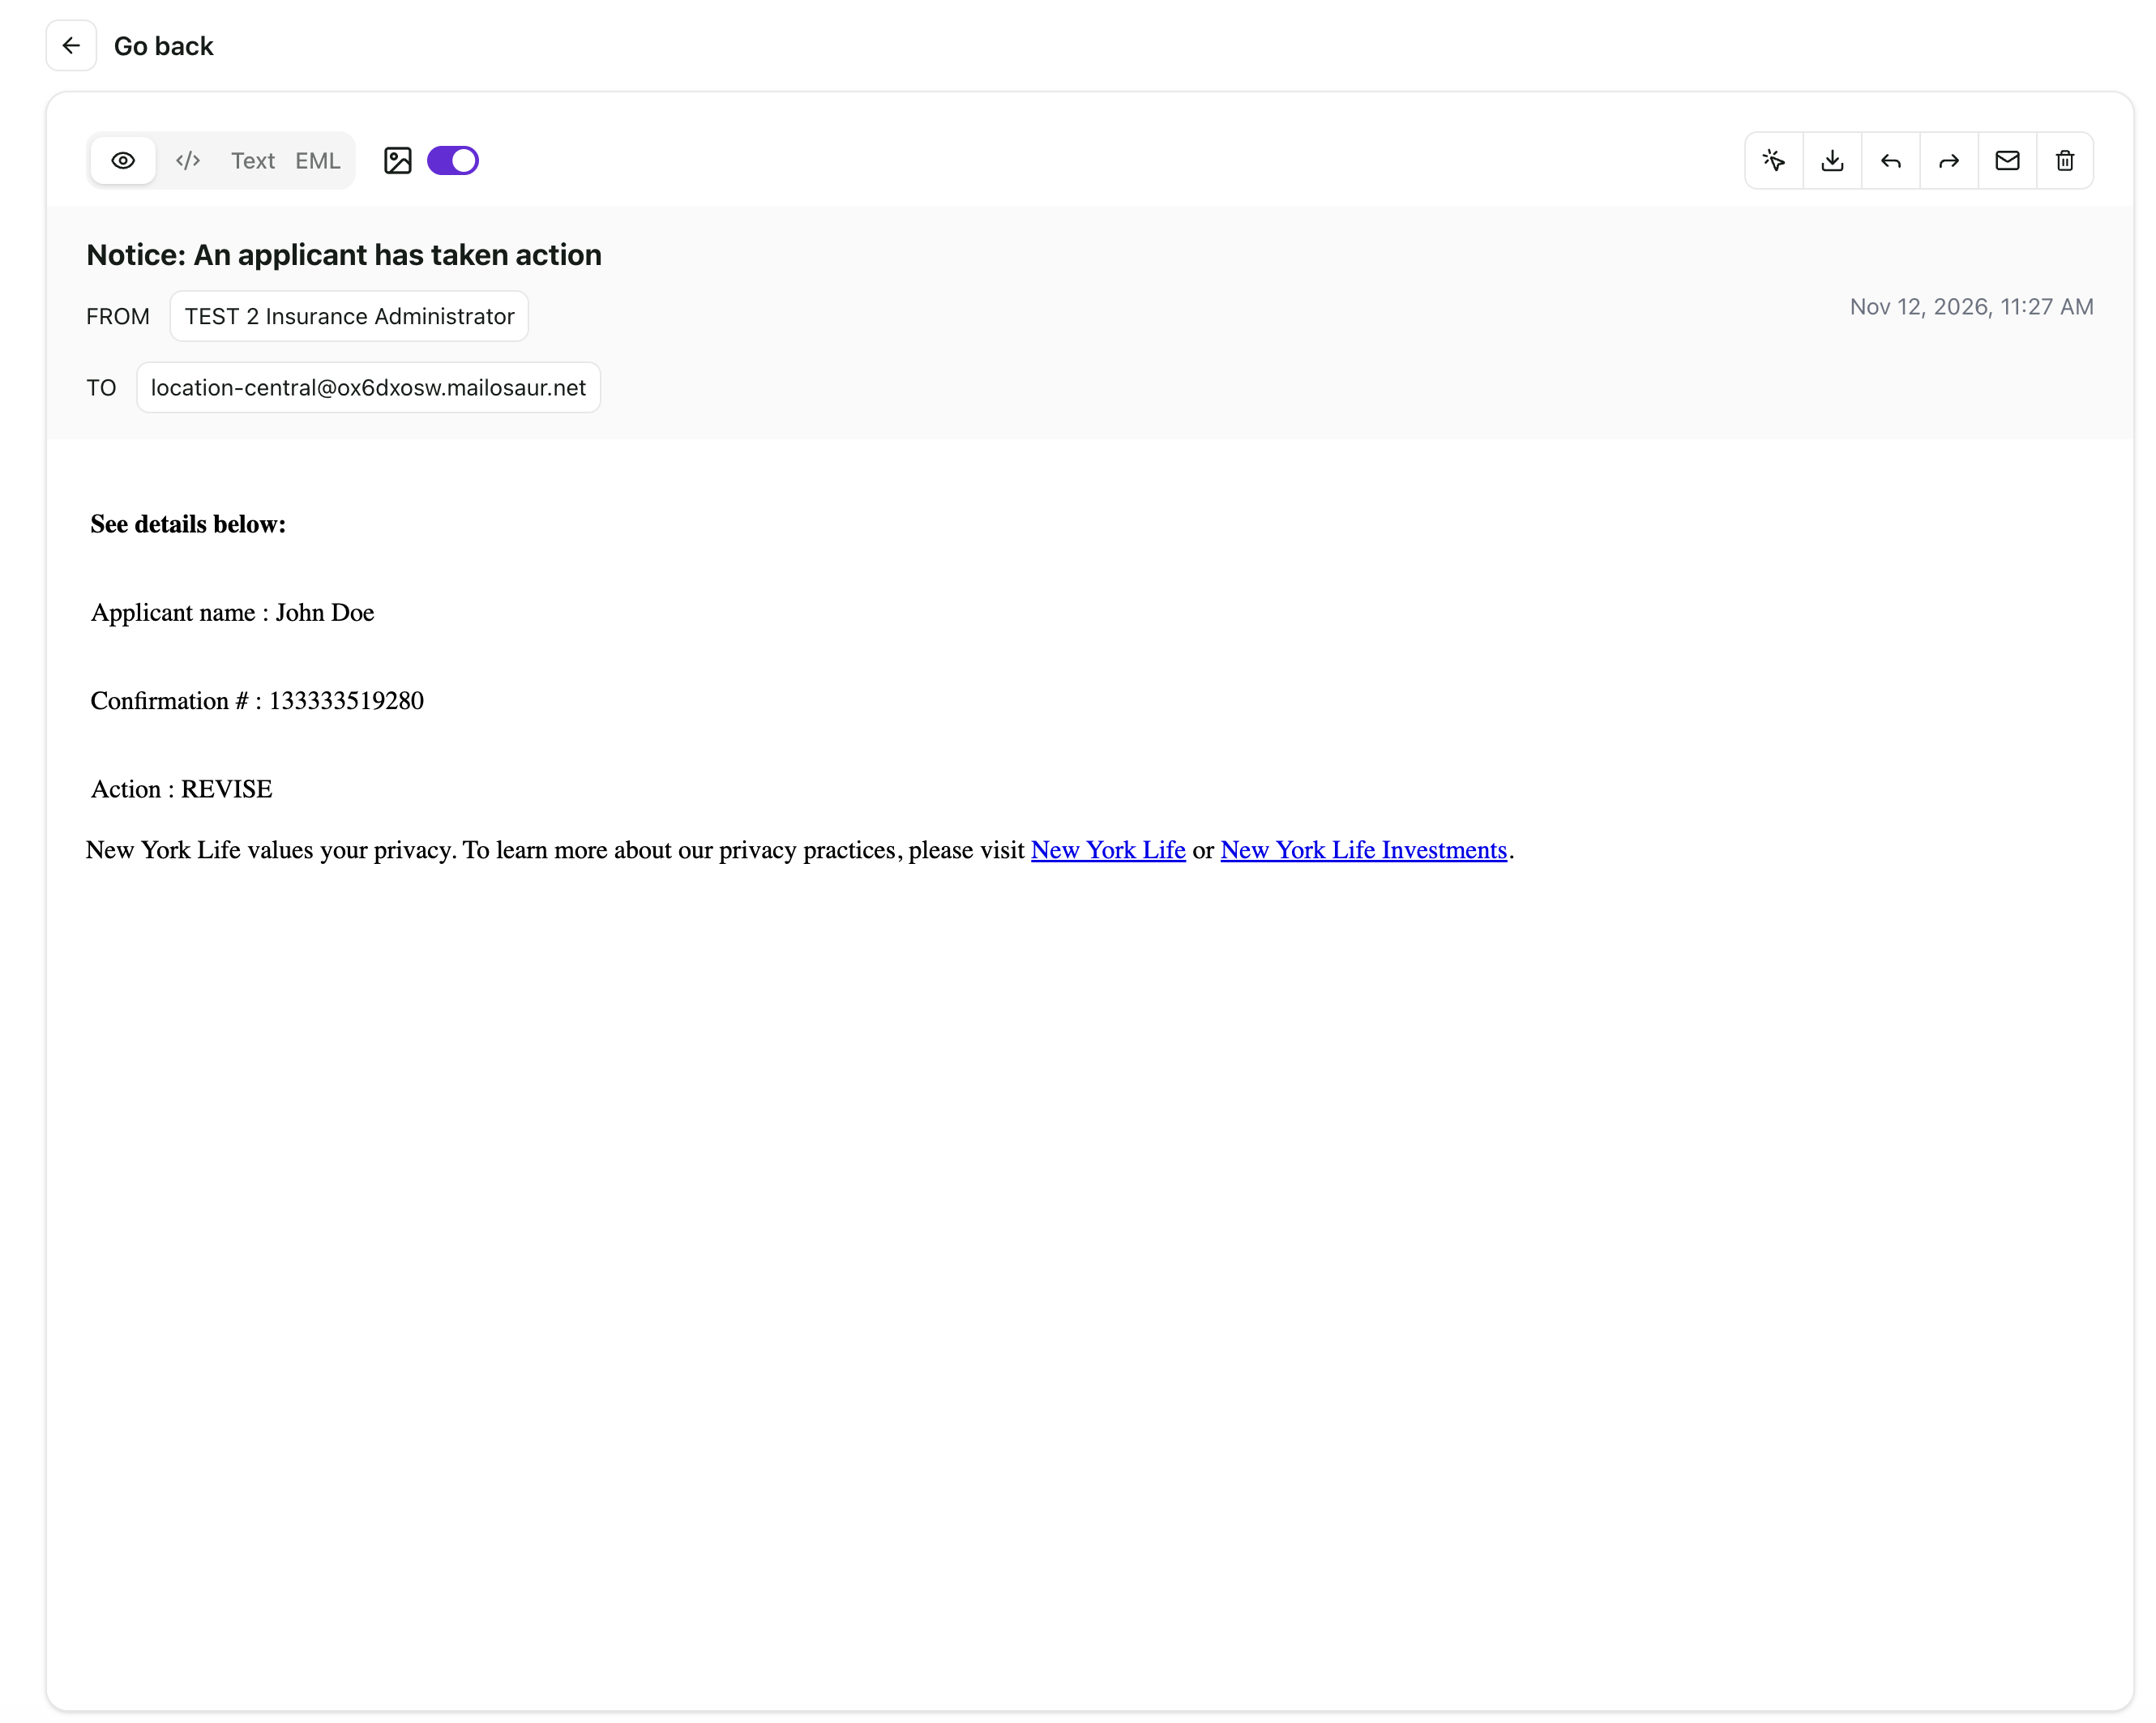 Go back
</> Text EML
Notice: An applicant has taken action
FROM TEST 2 Insurance Administrator
Nov 12, 2026, 11:27 AM
TO location-central@ox6dxosw.mailosaur.net
See details below:
Applicant name : John Doe
Confirmation # : 133333519280
Action : REVISE
New York Life values your privacy. To learn more about our privacy practices, please visit New York Life or New York Life Investments.